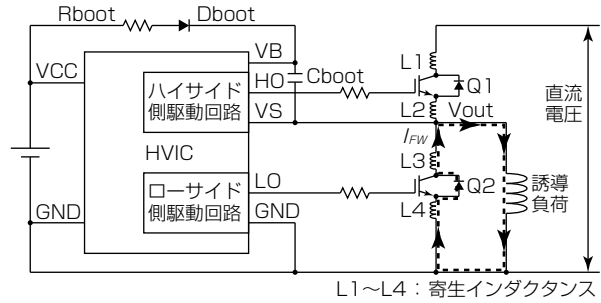 Rboot
Dboot
VCC
GND
HVIC
ハイサイド
側駆動回路
ローサイド
側駆動回路
VB
HO
VS
LO
GND
Cboot
L1
Q1
L2
Vout
IFW
L3
Q2
L4
直流
電圧
誘導
負荷
L1～L4：寄生インダクタンス